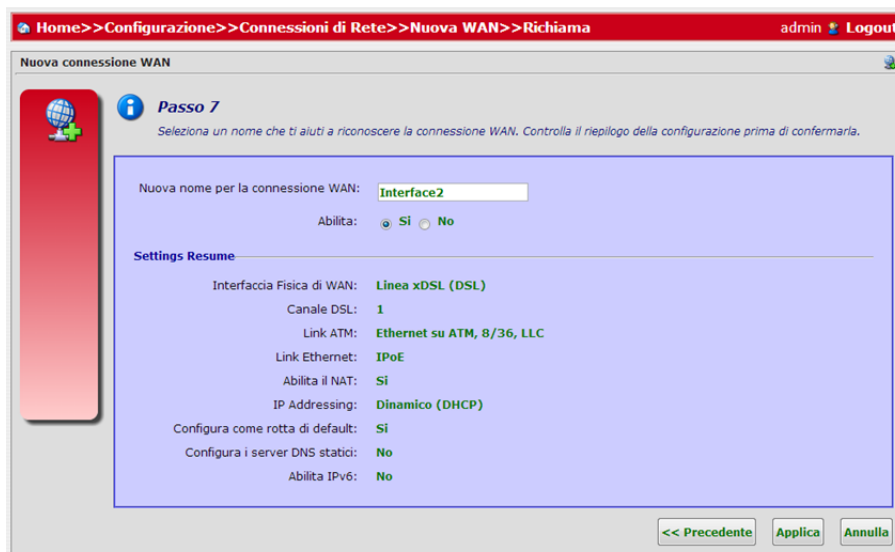 Home>>Configurazione>>Connessioni di Rete>>Nuova WAN>>Richiama admin Logout
Nuova connessione WAN
Passo 7
Seleziona un nome che ti aiuti a riconoscere la connessione WAN. Controlla il riepilogo della configurazione prima di confermarla.
Nuova nome per la connessione WAN: Interface2
Abilita: Si No
Settings Resume
Interfaccia Fisica di WAN: Linea xDSL (DSL)
Canale DSL: 1
Link ATM: Ethernet su ATM, 8/36, LLC
Link Ethernet: IPoE
Abilita il NAT: Si
IP Addressing: Dinamico (DHCP)
Configura come rotta di default: Si
Configura i server DNS statici: No
Abilita IPv6: No
<< Precedente Applica Annulla